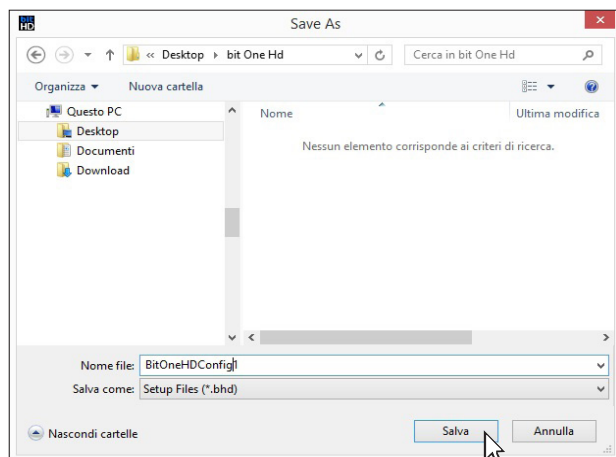 bit HD
Save As
« Desktop bit One Hd
Cerca in bit One Hd
Organizza
Nuova cartella
Questo PC
Desktop
Documenti
Download
Nome
Ultima modifica
Nessun elemento corrisponde ai criteri di ricerca.
Nome file: BitOneHDConfig1
Salva come: Setup Files (*.bhd)
Nascondi cartelle
Salva
Annulla